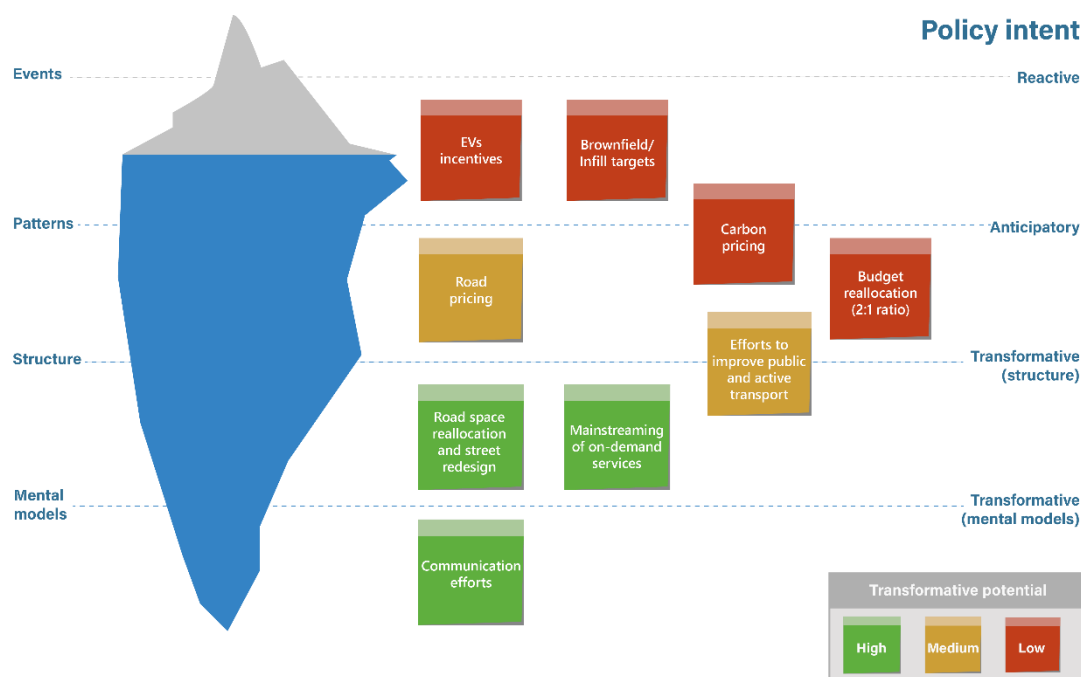 Policy intent
Events
Reactive
EVs
incentives
Brownfield/
Infill targets
Patterns
Anticipatory
Carbon
pricing
Road
pricing
Budget
reallocation
(2:1 ratio)
Structure
Transformative
(structure)
Efforts to
improve public
and active
transport
Road space
reallocation
and street
redesign
Mainstreaming
of on-demand
services
Mental
models
Transformative
(mental models)
Communication
efforts
Transformative potential
High
Medium
Low